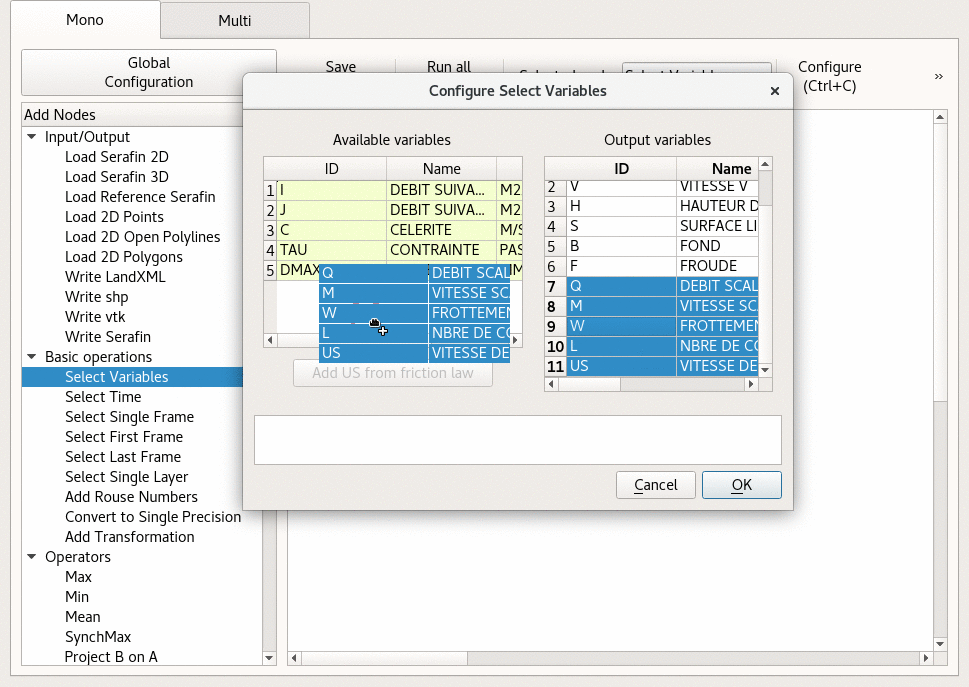 Mono Multi
Global
Configuration
Save Run all
Configure
(Ctrl+C)
»
Add Nodes
Input/Output
Load Serafin 2D
Load Serafin 3D
Load Reference Serafin
Load 2D Points
Load 2D Open Polylines
Load 2D Polygons
Write LandXML
Write shp
Write vtk
Write Serafin
Basic operations
Select Variables
Select Time
Select Single Frame
Select First Frame
Select Last Frame
Select Single Layer
Add Rouse Numbers
Convert to Single Precision
Add Transformation
Operators
Max
Min
Mean
SynchMax
Project B on A
Configure Select Variables
Available variables
ID Name
1 I DEBIT SUIVA... M2
2 J DEBIT SUIVA... M2
3 C CELERITE M/S
4 TAU CONTRAINTE PAS
5 DMAX
Q DEBIT SCAL
M VITESSE SC
W FROTTEMEN
L NBRE DE CO
US VITESSE DE
Add US from friction law
Output variables
ID Name
2 V VITESSE V
3 H HAUTEUR D
4 S SURFACE LI
5 B FOND
6 F FROUDE
7 Q DEBIT SCAL
8 M VITESSE SC
9 W FROTTEMEN
10 L NBRE DE CO
11 US VITESSE DE
Cancel OK